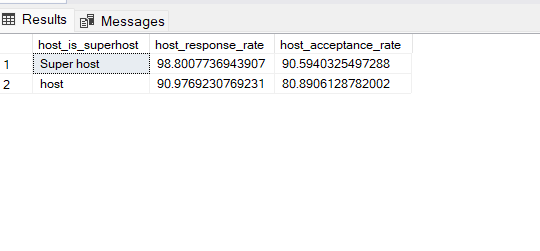 Results Messages
host_is_superhost host_response_rate host_acceptance_rate
1 Super host 98.8007736943907 90.5940325497288
2 host 90.9769230769231 80.8906128782002